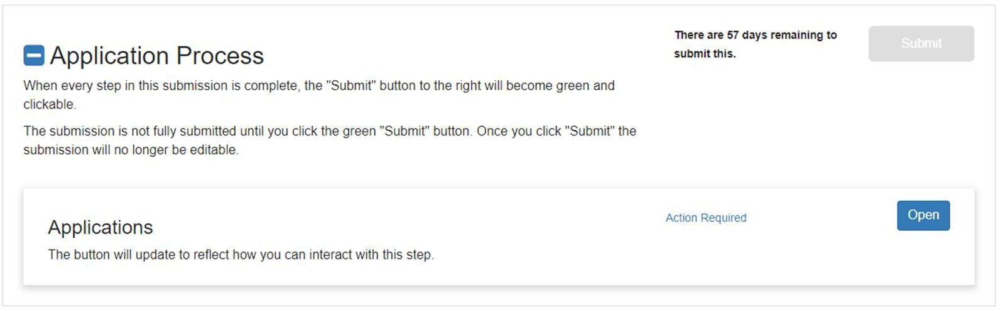 Application Process
There are 57 days remaining to
submit this.
Submit
When every step in this submission is complete, the "Submit" button to the right will become green and
clickable.
The submission is not fully submitted until you click the green "Submit" button. Once you click "Submit" the
submission will no longer be editable.
Applications
Action Required
Open
The button will update to reflect how you can interact with this step.